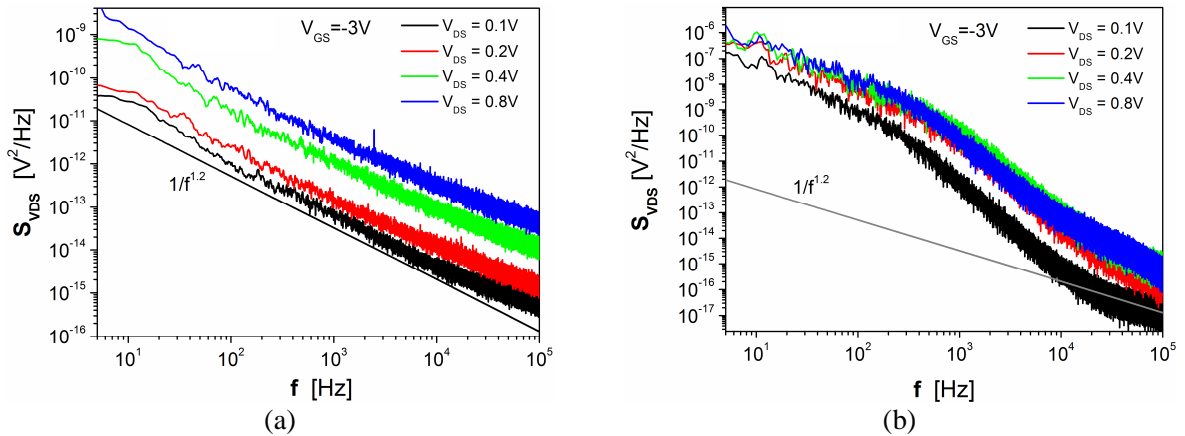 V_GS=-3V
V_DS = 0.1V
V_DS = 0.2V
V_DS = 0.4V
V_DS = 0.8V
10^-9
10^-10
10^-11
10^-12
10^-13
10^-14
10^-15
10^-16
S_VDS [V^2/Hz]
1/f^1.2
10^1 10^2 10^3 10^4 10^5
f [Hz]
(a)
V_GS=-3V
V_DS = 0.1V
V_DS = 0.2V
V_DS = 0.4V
V_DS = 0.8V
10^-6
10^-7
10^-8
10^-9
10^-10
10^-11
10^-12
10^-13
10^-14
10^-15
10^-16
10^-17
S_VDS [V^2/Hz]
1/f^1.2
10^1 10^2 10^3 10^4 10^5
f [Hz]
(b)